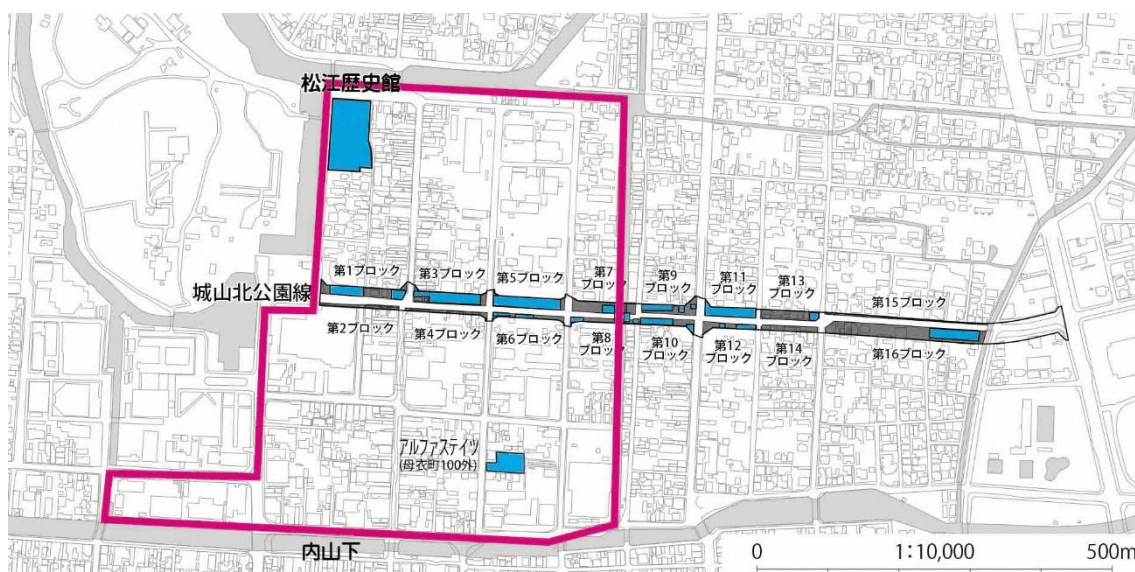 松江歴史館
城山北公園線
第1ブロック
第3ブロック
第5ブロック
第7
ブロック
第9
ブロック
第11
ブロック
第13
ブロック
第15ブロック
第2ブロック
第4ブロック
第6ブロック
第8
ブロック
第10
ブロック
第12
ブロック
第14
ブロック
第16ブロック
アルファステイツ
(母衣町100外)
内山下
0 1:10,000 500m